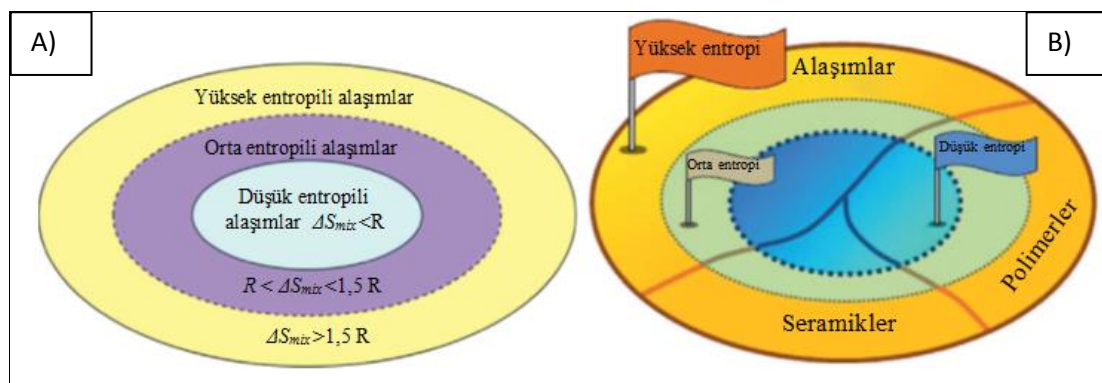 A)
Yüksek entropili alaşımlar
Orta entropili alaşımlar
Düşük entropili
alaşımlar ΔSmix<R
R < ΔSmix<1,5 R
ΔSmix>1,5 R
B)
Yüksek entropi
Alaşımlar
Orta entropi
Düşük entropi
Polimerler
Seramikler